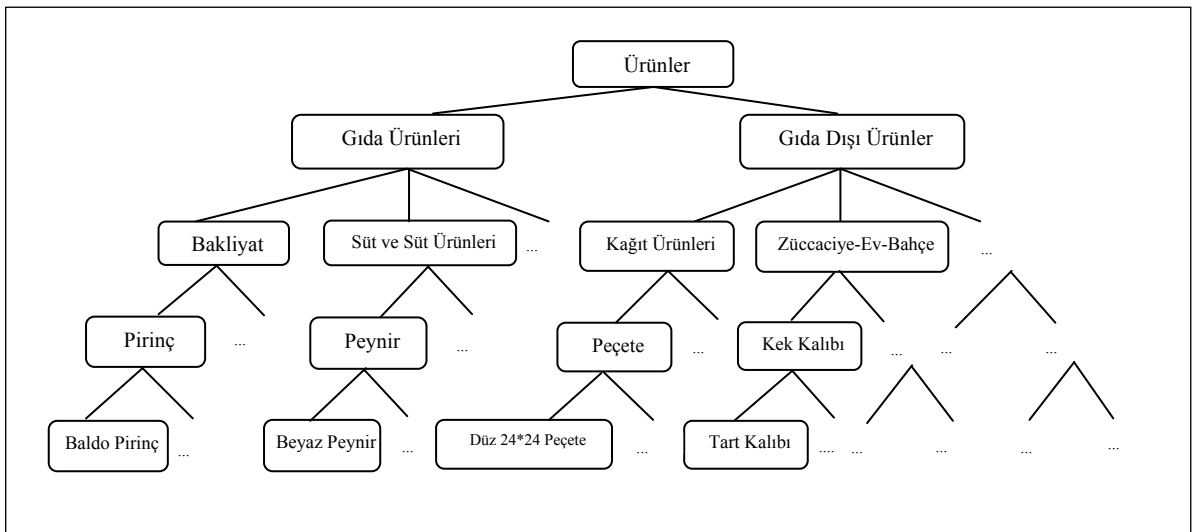 Ürünler
Gıda Ürünleri
Gıda Dışı Ürünler
Bakliyat
Süt ve Süt Ürünleri
...
Kağıt Ürünleri
Züccaciye-Ev-Bahçe
...
Pirinç
...
Peynir
...
Peçete
...
Kek Kalıbı
...
...
...
Baldo Pirinç
...
Beyaz Peynir
...
Düz 24*24 Peçete
...
Tart Kalıbı
....
...
...
...
...